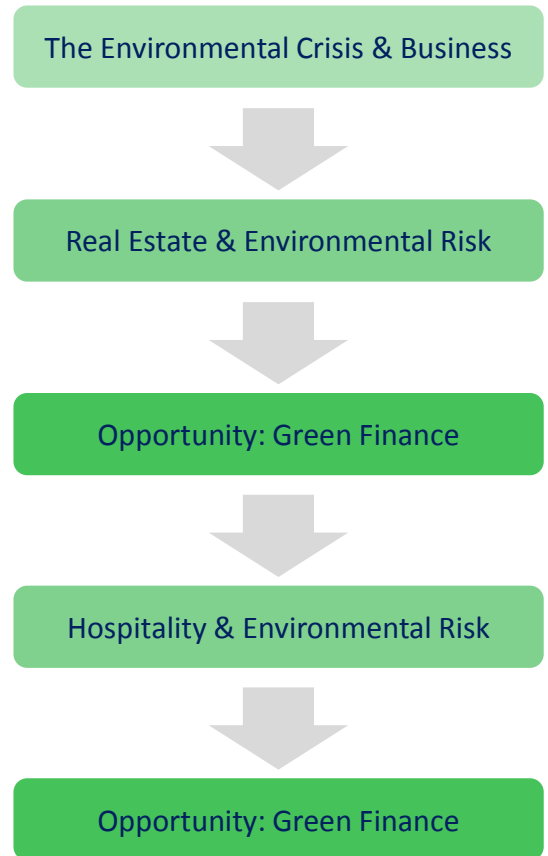 The Environmental Crisis & Business
Real Estate & Environmental Risk
Opportunity: Green Finance
Hospitality & Environmental Risk
Opportunity: Green Finance